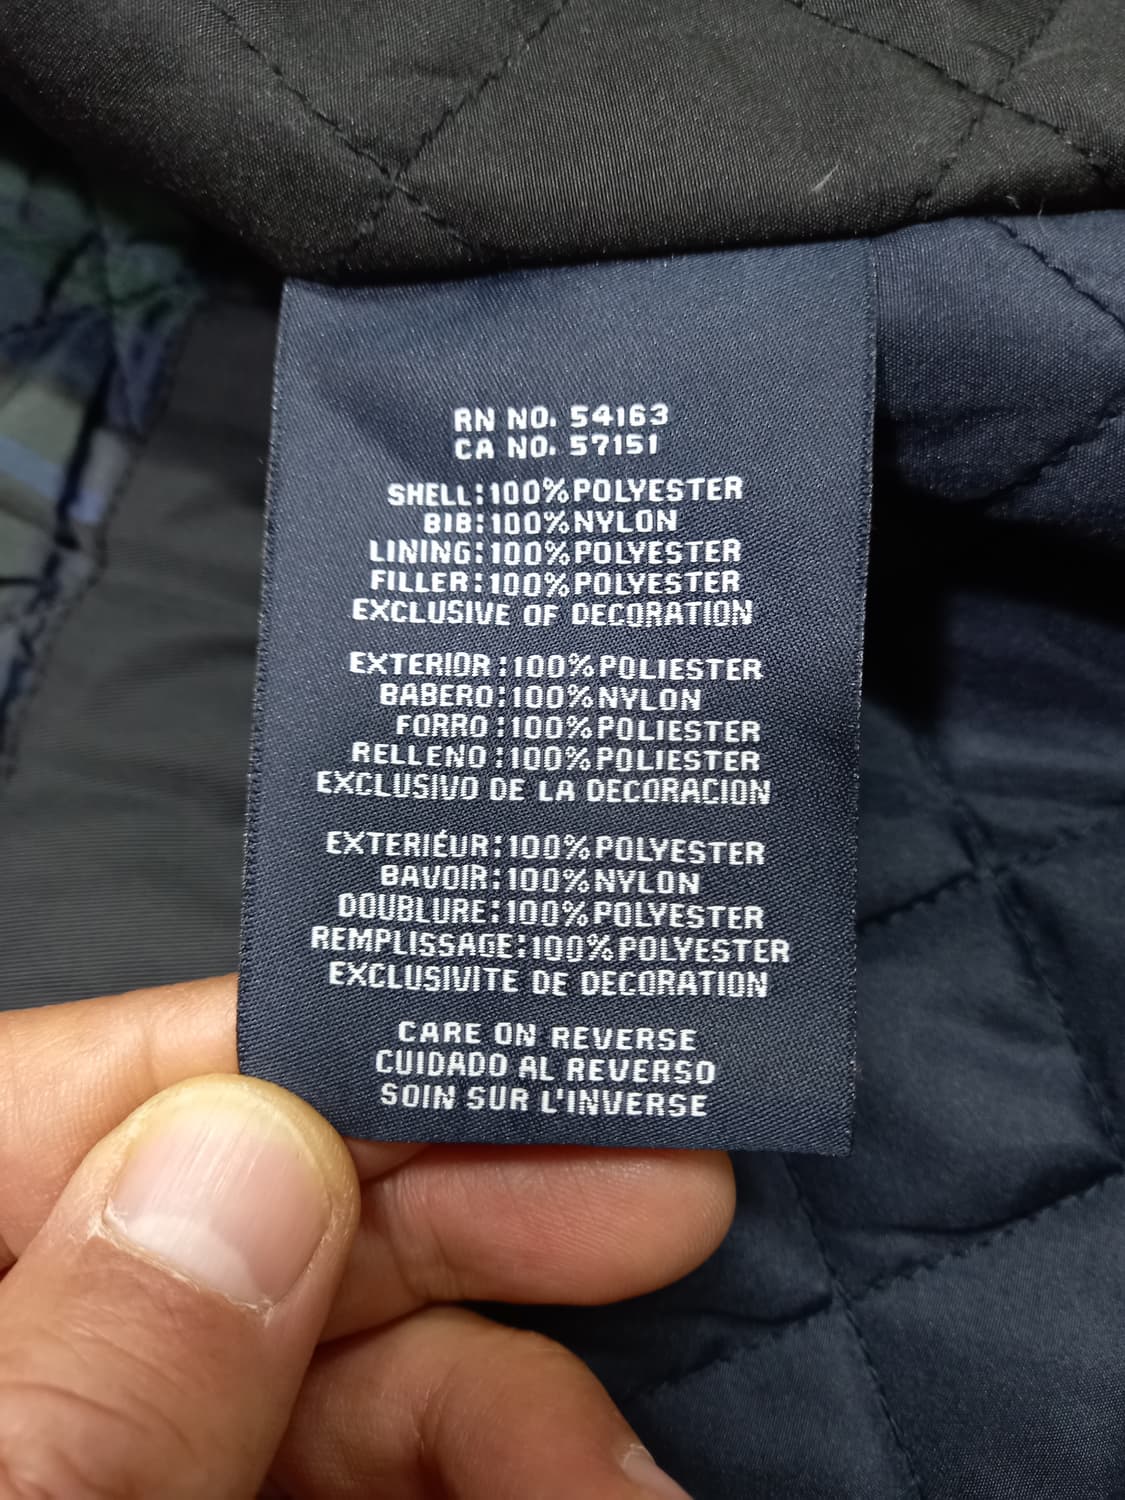 RN NO. 54163
CA NO. 57151
SHELL:100%POLYESTER
BIB:100%NYLON
LINING:100%POLYESTER
FILLER:100%POLYESTER
EXCLUSIVE OF DECORATION
EXTERIOR:100%POLIESTER
BABERO:100%NYLON
FORRO:100%POLIESTER
RELLENO:100%POLIESTER
EXCLUSIVO DE LA DECORACION
EXTERIÉUR:100%POLYESTER
BAVOIR:100%NYLON
DOUBLURE:100%POLYESTER
REMPLISSAGE:100%POLYESTER
EXCLUSIVITE DE DECORATION
CARE ON REVERSE
CUIDADO AL REVERSO
SOIN SUR L'INVERSE